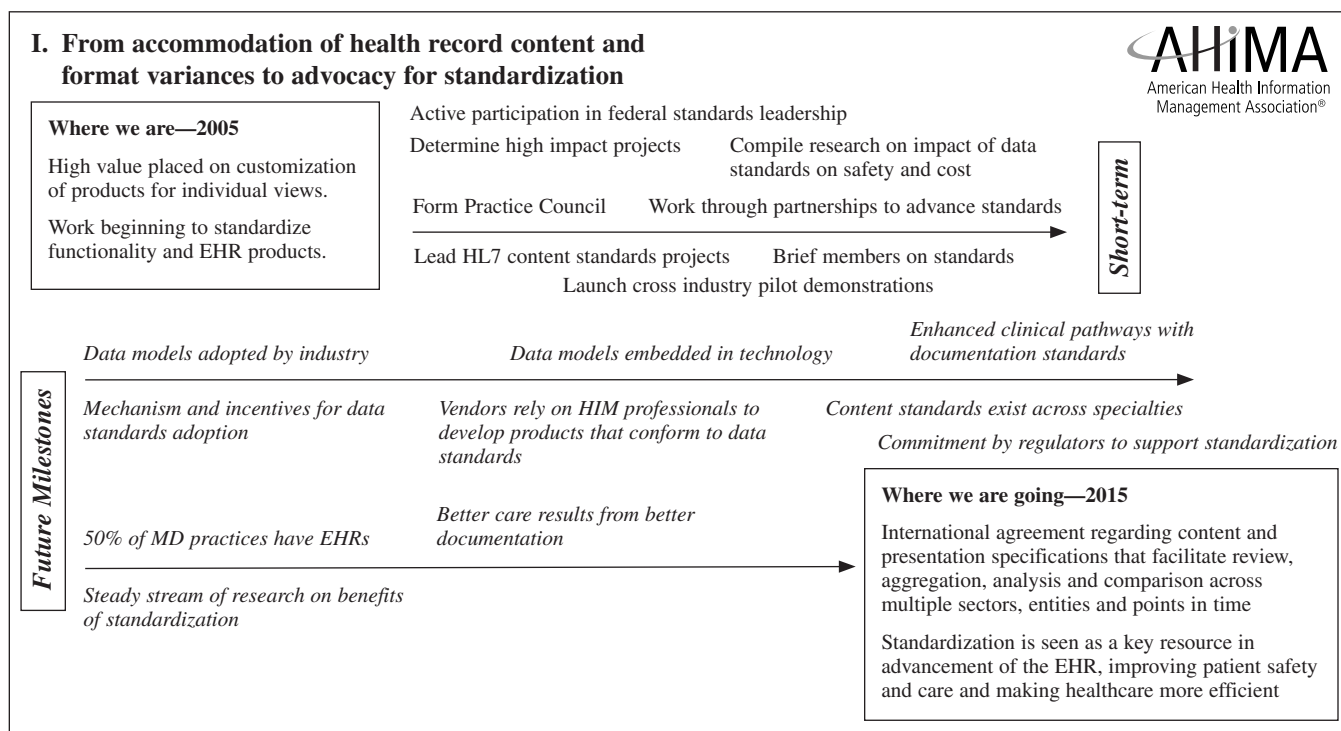 I. From accommodation of health record content and
format variances to advocacy for standardization
AHiMA
American Health Information
Management Association®
Where we are—2005
High value placed on customization
of products for individual views.
Work beginning to standardize
functionality and EHR products.
Active participation in federal standards leadership
Determine high impact projects
Compile research on impact of data
standards on safety and cost
Form Practice Council
Work through partnerships to advance standards
Lead HL7 content standards projects
Brief members on standards
Launch cross industry pilot demonstrations
Short-term
Future Milestones
Data models adopted by industry
Data models embedded in technology
Enhanced clinical pathways with
documentation standards
Mechanism and incentives for data
standards adoption
Vendors rely on HIM professionals to
develop products that conform to data
standards
Content standards exist across specialties
Commitment by regulators to support standardization
50% of MD practices have EHRs
Better care results from better
documentation
Steady stream of research on benefits
of standardization
Where we are going—2015
International agreement regarding content and
presentation specifications that facilitate review,
aggregation, analysis and comparison across
multiple sectors, entities and points in time
Standardization is seen as a key resource in
advancement of the EHR, improving patient safety
and care and making healthcare more efficient